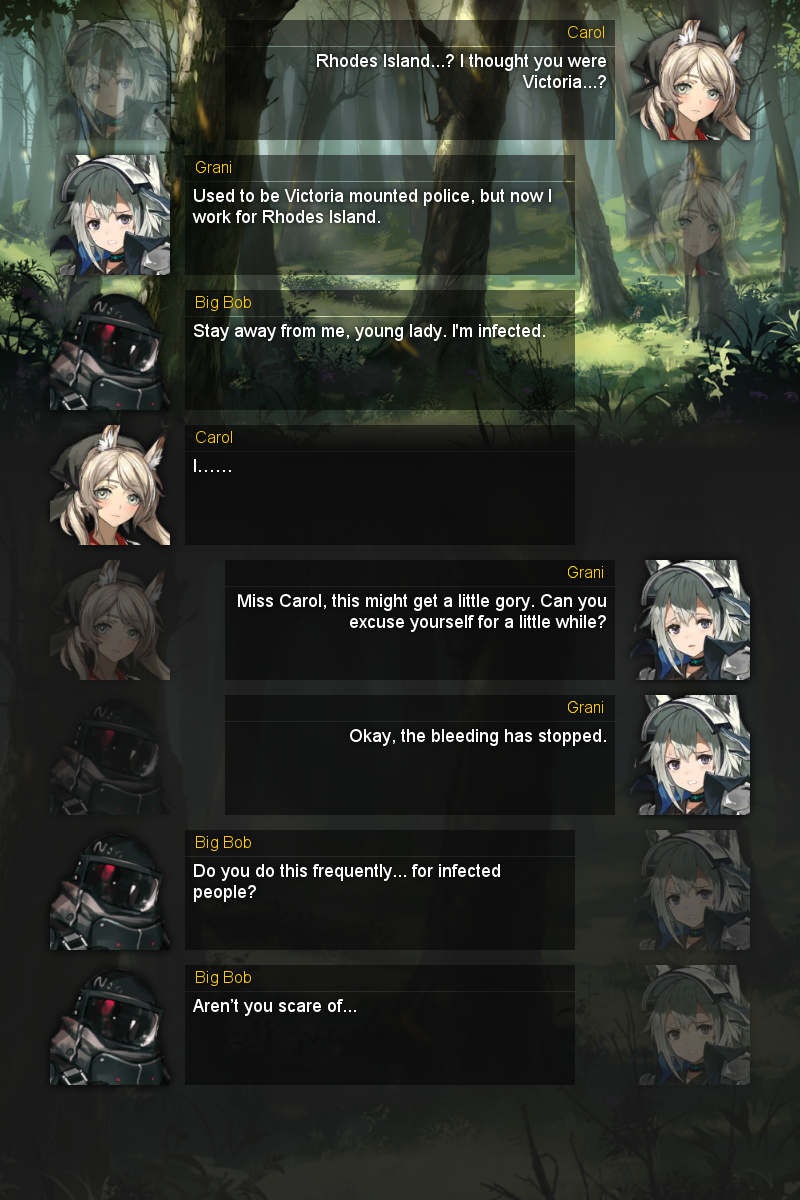 Carol
Rhodes Island...? I thought you were
Victoria...?
Grani
Used to be Victoria mounted police, but now I
work for Rhodes Island.
Big Bob
Stay away from me, young lady. I'm infected.
Carol
I……
Grani
Miss Carol, this might get a little gory. Can you
excuse yourself for a little while?
Grani
Okay, the bleeding has stopped.
Big Bob
Do you do this frequently... for infected
people?
Big Bob
Aren't you scare of...